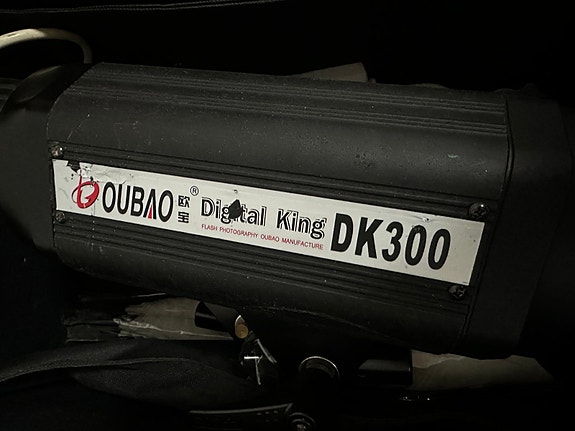 OUBAO 欧宝 ® Digital King DK300
FLASH PHOTOGRAPHY OUBAO MANUFACTURE